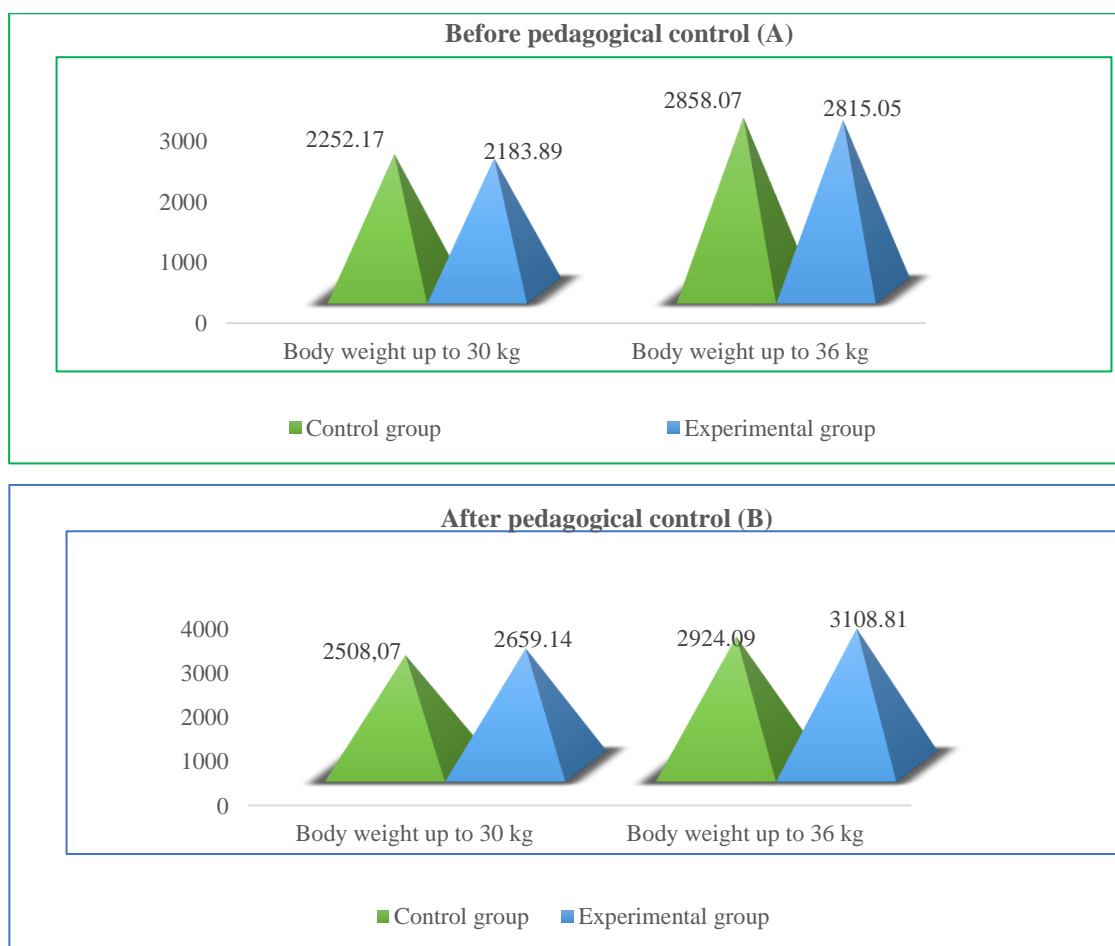 Before pedagogical control (A)
2858.07
2815.05
2252.17
2183.89
3000
2000
1000
0
Body weight up to 30 kg
Body weight up to 36 kg
Control group
Experimental group
After pedagogical control (B)
4000
3000
2000
1000
0
2508,07
2659.14
2924.09
3108.81
Body weight up to 30 kg
Body weight up to 36 kg
Control group
Experimental group